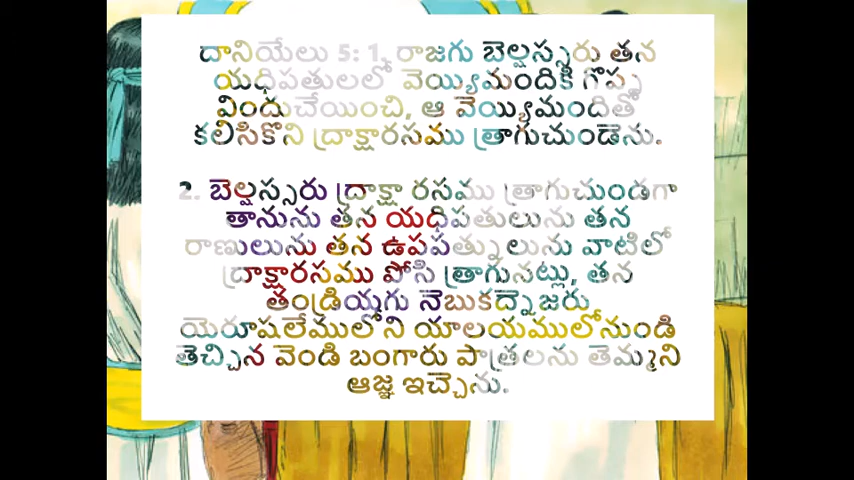 దానియేలు 5: 1. రాజగు బెల్షస్సరు తన
యధిపతులలో వెయ్యిమందికి గొప్ప
విందుచేయించి, ఆ వెయ్యిమందితో
కలిసికొని ద్రాక్షారసము త్రాగుచుండెను.
2. బెల్షస్సరు ద్రాక్షా రసము త్రాగుచుండగా
తానును తన యధిపతులును తన
రాణులును తన ఉపపత్నులును వాటిలో
ద్రాక్షారసము పోసి త్రాగునట్లు, తన
తండ్రియగు నెబుకద్నెజరు
యెరూషలేములోని యాలయములోనుండి
తెచ్చిన వెండి బంగారు పాత్రలను తెమ్మని
ఆజ్ఞ ఇచ్చెను.